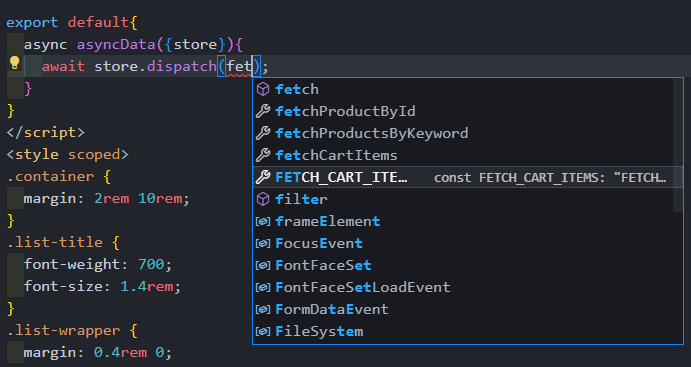 export default{
async asyncData({store}){
await store.dispatch(fet);
}
}
</script>
<style scoped>
.container {
margin: 2rem 10rem;
}
.list-title {
font-weight: 700;
font-size: 1.4rem;
}
.list-wrapper {
margin: 0.4rem 0;
fetch
fetchProductById
fetchProductsByKeyword
fetchCartItems
FETCH_CART_ITE… const FETCH_CART_ITEMS: "FETCH…
filter
frameElement
FocusEvent
FontFaceSet
FontFaceSetLoadEvent
FormDataEvent
FileSystem